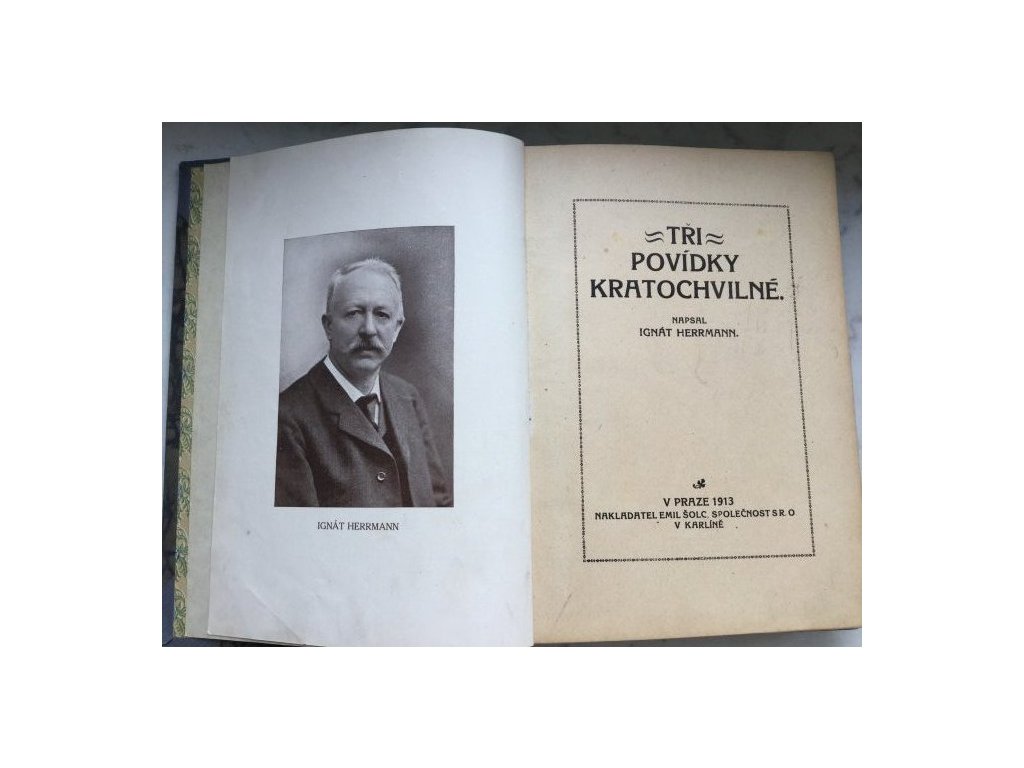 IGNÁT HERRMANN
TŘI
POVÍDKY
KRATOCHVILNÉ.
NAPSAL
IGNÁT HERRMANN.
V PRAZE 1913
NAKLADATEL EMIL ŠOLC, SPOLEČNOST S R. O
V KARLÍNĚ